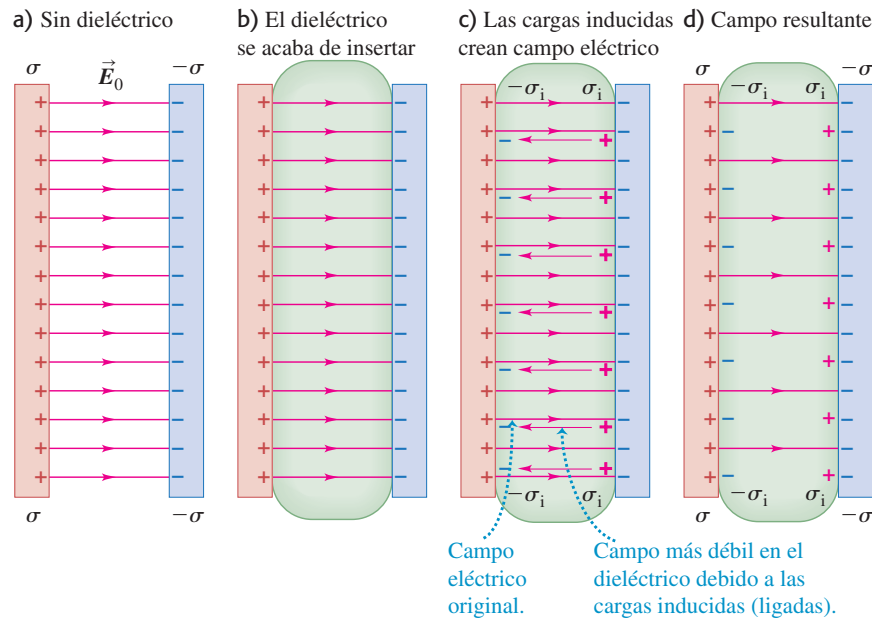 a) Sin dieléctrico
b) El dieléctrico
se acaba de insertar
c) Las cargas inducidas
crean campo eléctrico
d) Campo resultante
σ
E⃗₀
−σ
σ
−σ
−σᵢ
σᵢ
−σᵢ
σᵢ
σ
−σ
−σᵢ
σᵢ
−σᵢ
σᵢ
σ
−σ
Campo
eléctrico
original.
Campo más débil en el
dieléctrico debido a las
cargas inducidas (ligadas).